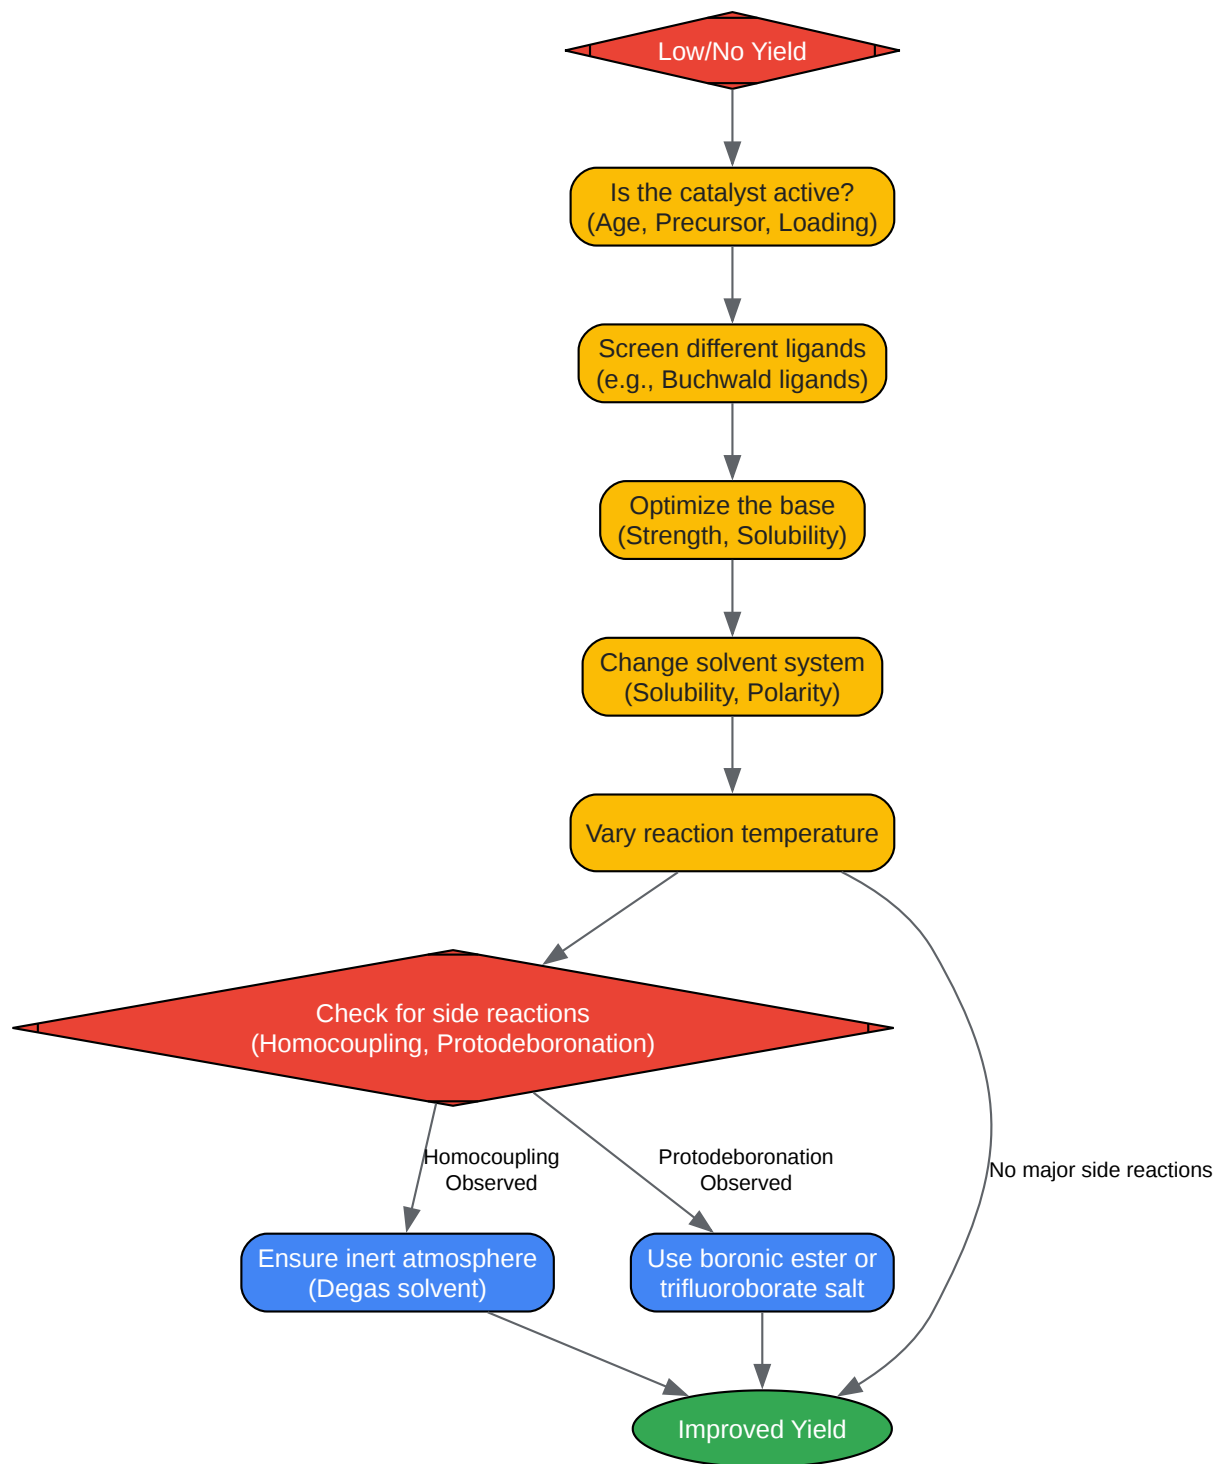 Low/No Yield
Is the catalyst active?
(Age, Precursor, Loading)
Screen different ligands
(e.g., Buchwald ligands)
Optimize the base
(Strength, Solubility)
Change solvent system
(Solubility, Polarity)
Vary reaction temperature
Check for side reactions
(Homocoupling, Protodeboronation)
Homocoupling
Observed
Protodeboronation
Observed
No major side reactions
Ensure inert atmosphere
(Degas solvent)
Use boronic ester or
trifluoroborate salt
Improved Yield